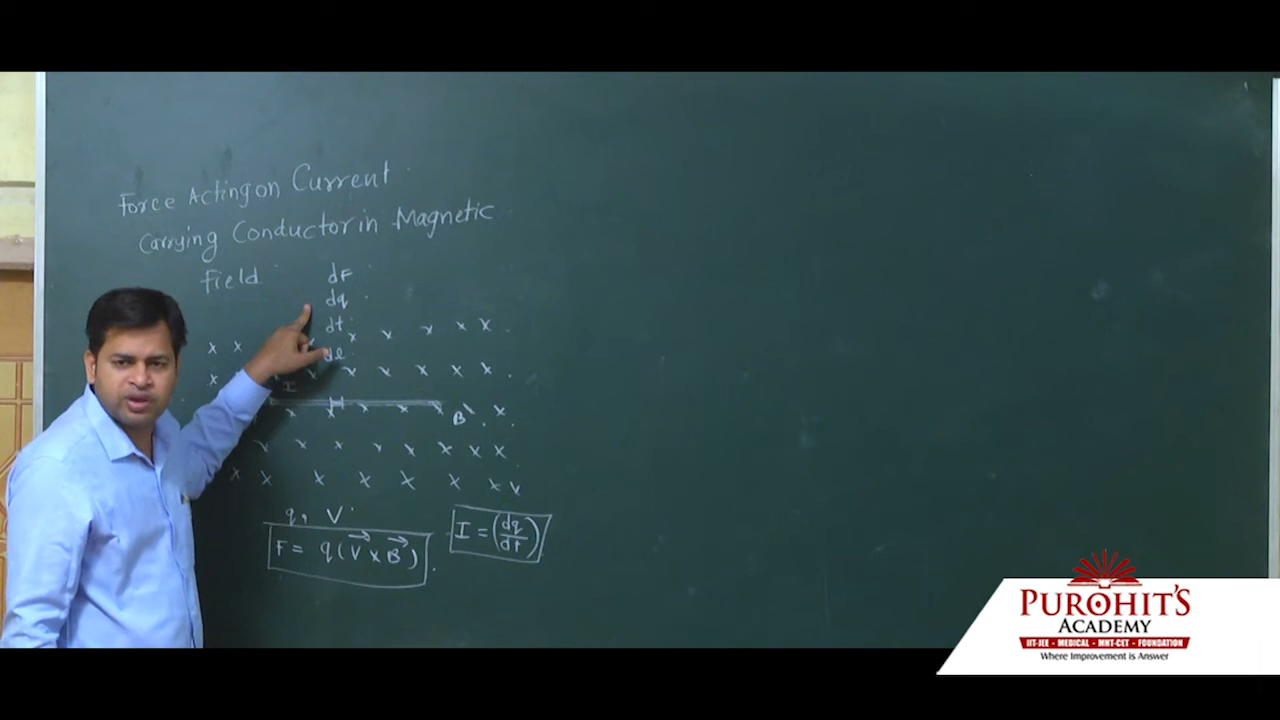 Force Acting on Current
Carrying Conductor in Magnetic
field
dF
dq
dt
dl
I
B
q, V
F = q(V⃗ x B⃗)
I = (dq/dt)
PUROHIT'S
ACADEMY
IIT-JEE - MEDICAL - MHT-CET - FOUNDATION
Where Improvement is Answer